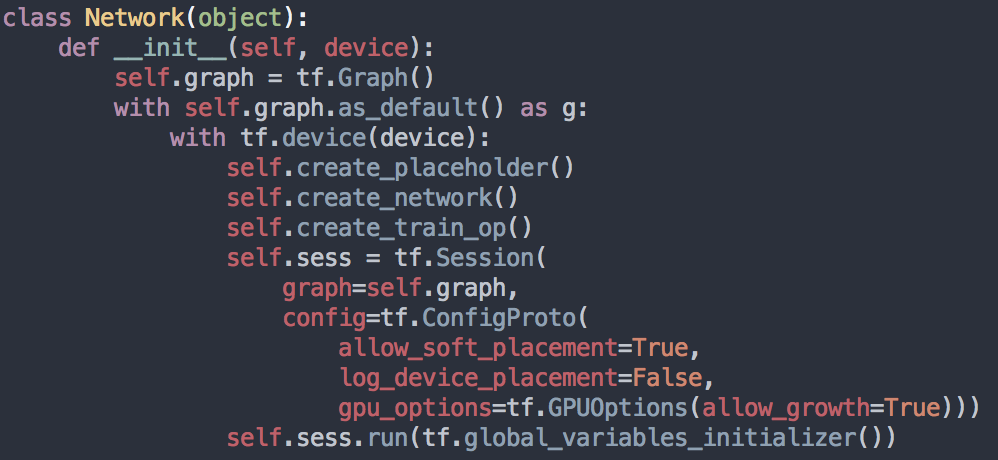 class Network(object):
    def __init__(self, device):
        self.graph = tf.Graph()
        with self.graph.as_default() as g:
            with tf.device(device):
                self.create_placeholder()
                self.create_network()
                self.create_train_op()
                self.sess = tf.Session(
                    graph=self.graph,
                    config=tf.ConfigProto(
                        allow_soft_placement=True,
                        log_device_placement=False,
                        gpu_options=tf.GPUOptions(allow_growth=True)))
                self.sess.run(tf.global_variables_initializer())